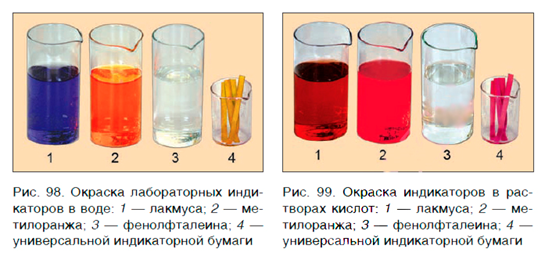 1 2 3 4
Рис. 98. Окраска лабораторных инди-
каторов в воде: 1 — лакмуса; 2 — ме-
тилоранжа; 3 — фенолфталеина; 4 —
универсальной индикаторной бумаги
1 2 3 4
Рис. 99. Окраска индикаторов в рас-
творах кислот: 1 — лакмуса; 2 — ме-
тилоранжа; 3 — фенолфталеина; 4 —
универсальной индикаторной бумаги